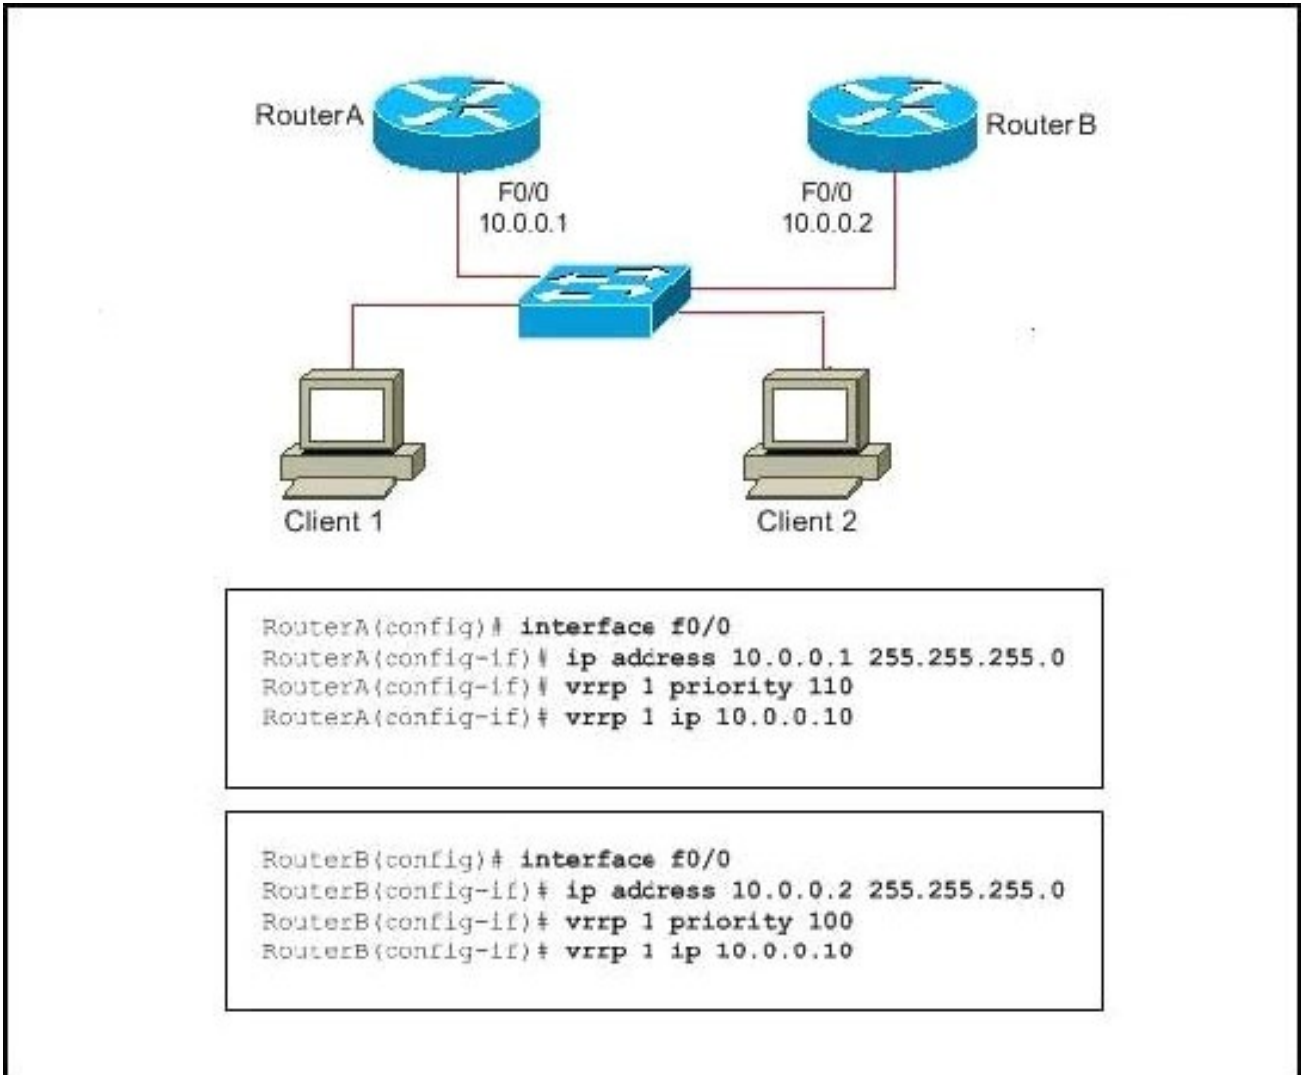 RouterA
RouterB
F0/0
10.0.0.1
F0/0
10.0.0.2
Client 1
Client 2
RouterA(config)# interface f0/0
RouterA(config-if)# ip address 10.0.0.1 255.255.255.0
RouterA(config-if)# vrrp 1 priority 110
RouterA(config-if)# vrrp 1 ip 10.0.0.10
RouterB(config)# interface f0/0
RouterB(config-if)# ip address 10.0.0.2 255.255.255.0
RouterB(config-if)# vrrp 1 priority 100
RouterB(config-if)# vrrp 1 ip 10.0.0.10